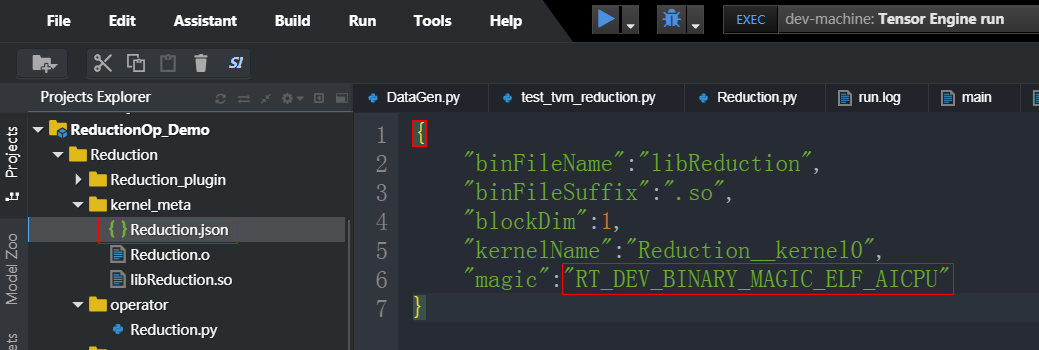 File Edit Assistant Build Run Tools Help EXEC dev-machine: Tensor Engine run
SI
Projects Explorer
DataGen.py test_tvm_reduction.py Reduction.py run.log main
Projects
Model Zoo
ReductionOp_Demo
Reduction
Reduction_plugin
kernel_meta
{} Reduction.json
Reduction.o
libReduction.so
operator
Reduction.py
1 {
2 "binFileName":"libReduction",
3 "binFileSuffix":".so",
4 "blockDim":1,
5 "kernelName":"Reduction__kernel0",
6 "magic":"RT_DEV_BINARY_MAGIC_ELF_AICPU"
7 }